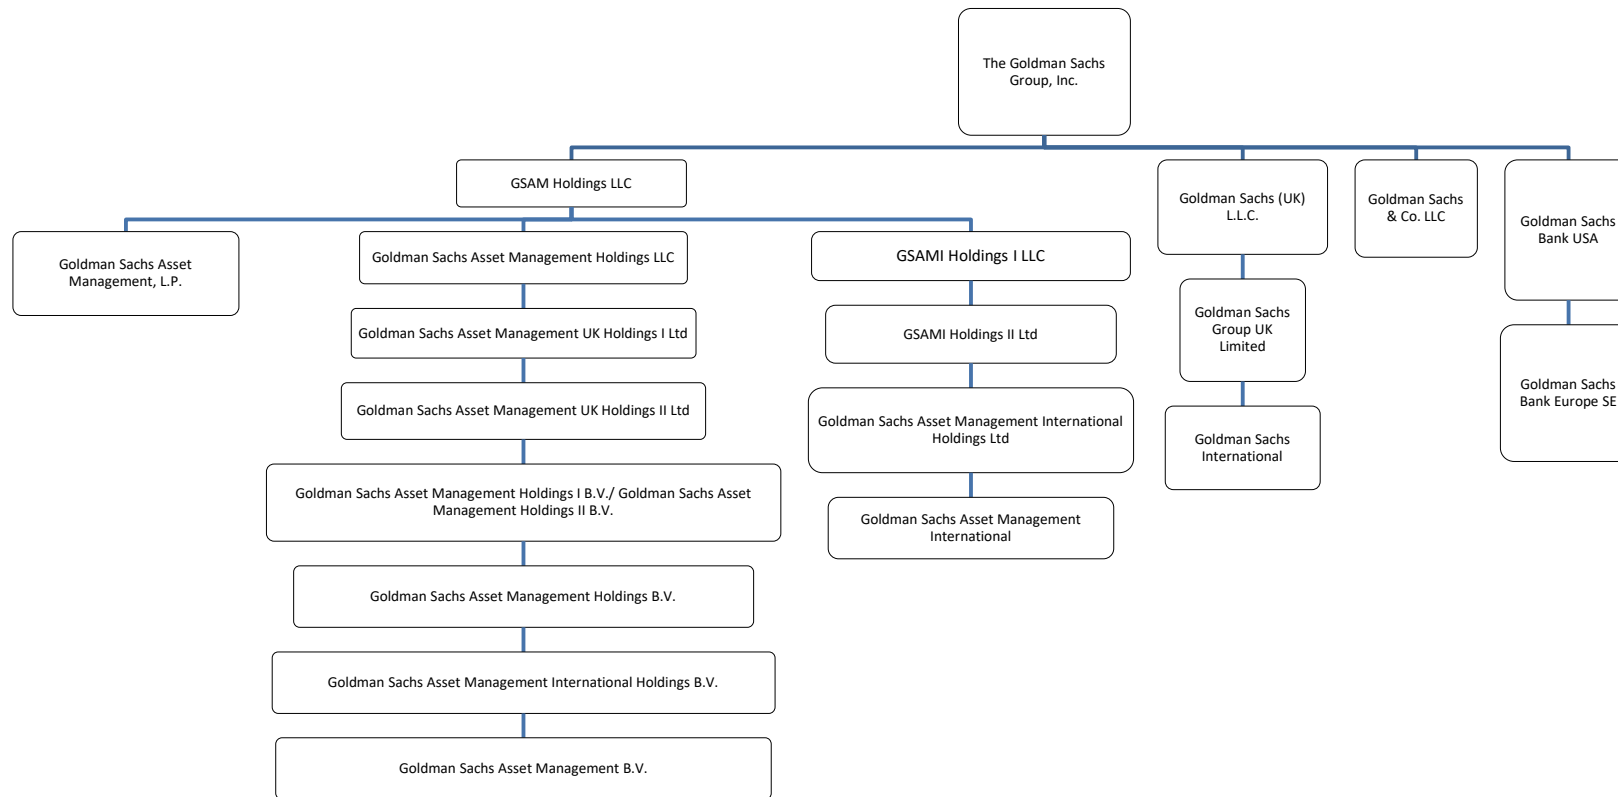 The Goldman Sachs
Group, Inc.
GSAM Holdings LLC
Goldman Sachs (UK)
L.L.C.
Goldman Sachs
& Co. LLC
Goldman Sachs
Bank USA
Goldman Sachs Asset
Management, L.P.
Goldman Sachs Asset Management Holdings LLC
GSAMI Holdings I LLC
Goldman Sachs Asset Management UK Holdings I Ltd
GSAMI Holdings II Ltd
Goldman Sachs
Group UK
Limited
Goldman Sachs
Bank Europe SE
Goldman Sachs Asset Management UK Holdings II Ltd
Goldman Sachs Asset Management International
Holdings Ltd
Goldman Sachs
International
Goldman Sachs Asset Management Holdings I B.V./ Goldman Sachs Asset
Management Holdings II B.V.
Goldman Sachs Asset Management
International
Goldman Sachs Asset Management Holdings B.V.
Goldman Sachs Asset Management International Holdings B.V.
Goldman Sachs Asset Management B.V.